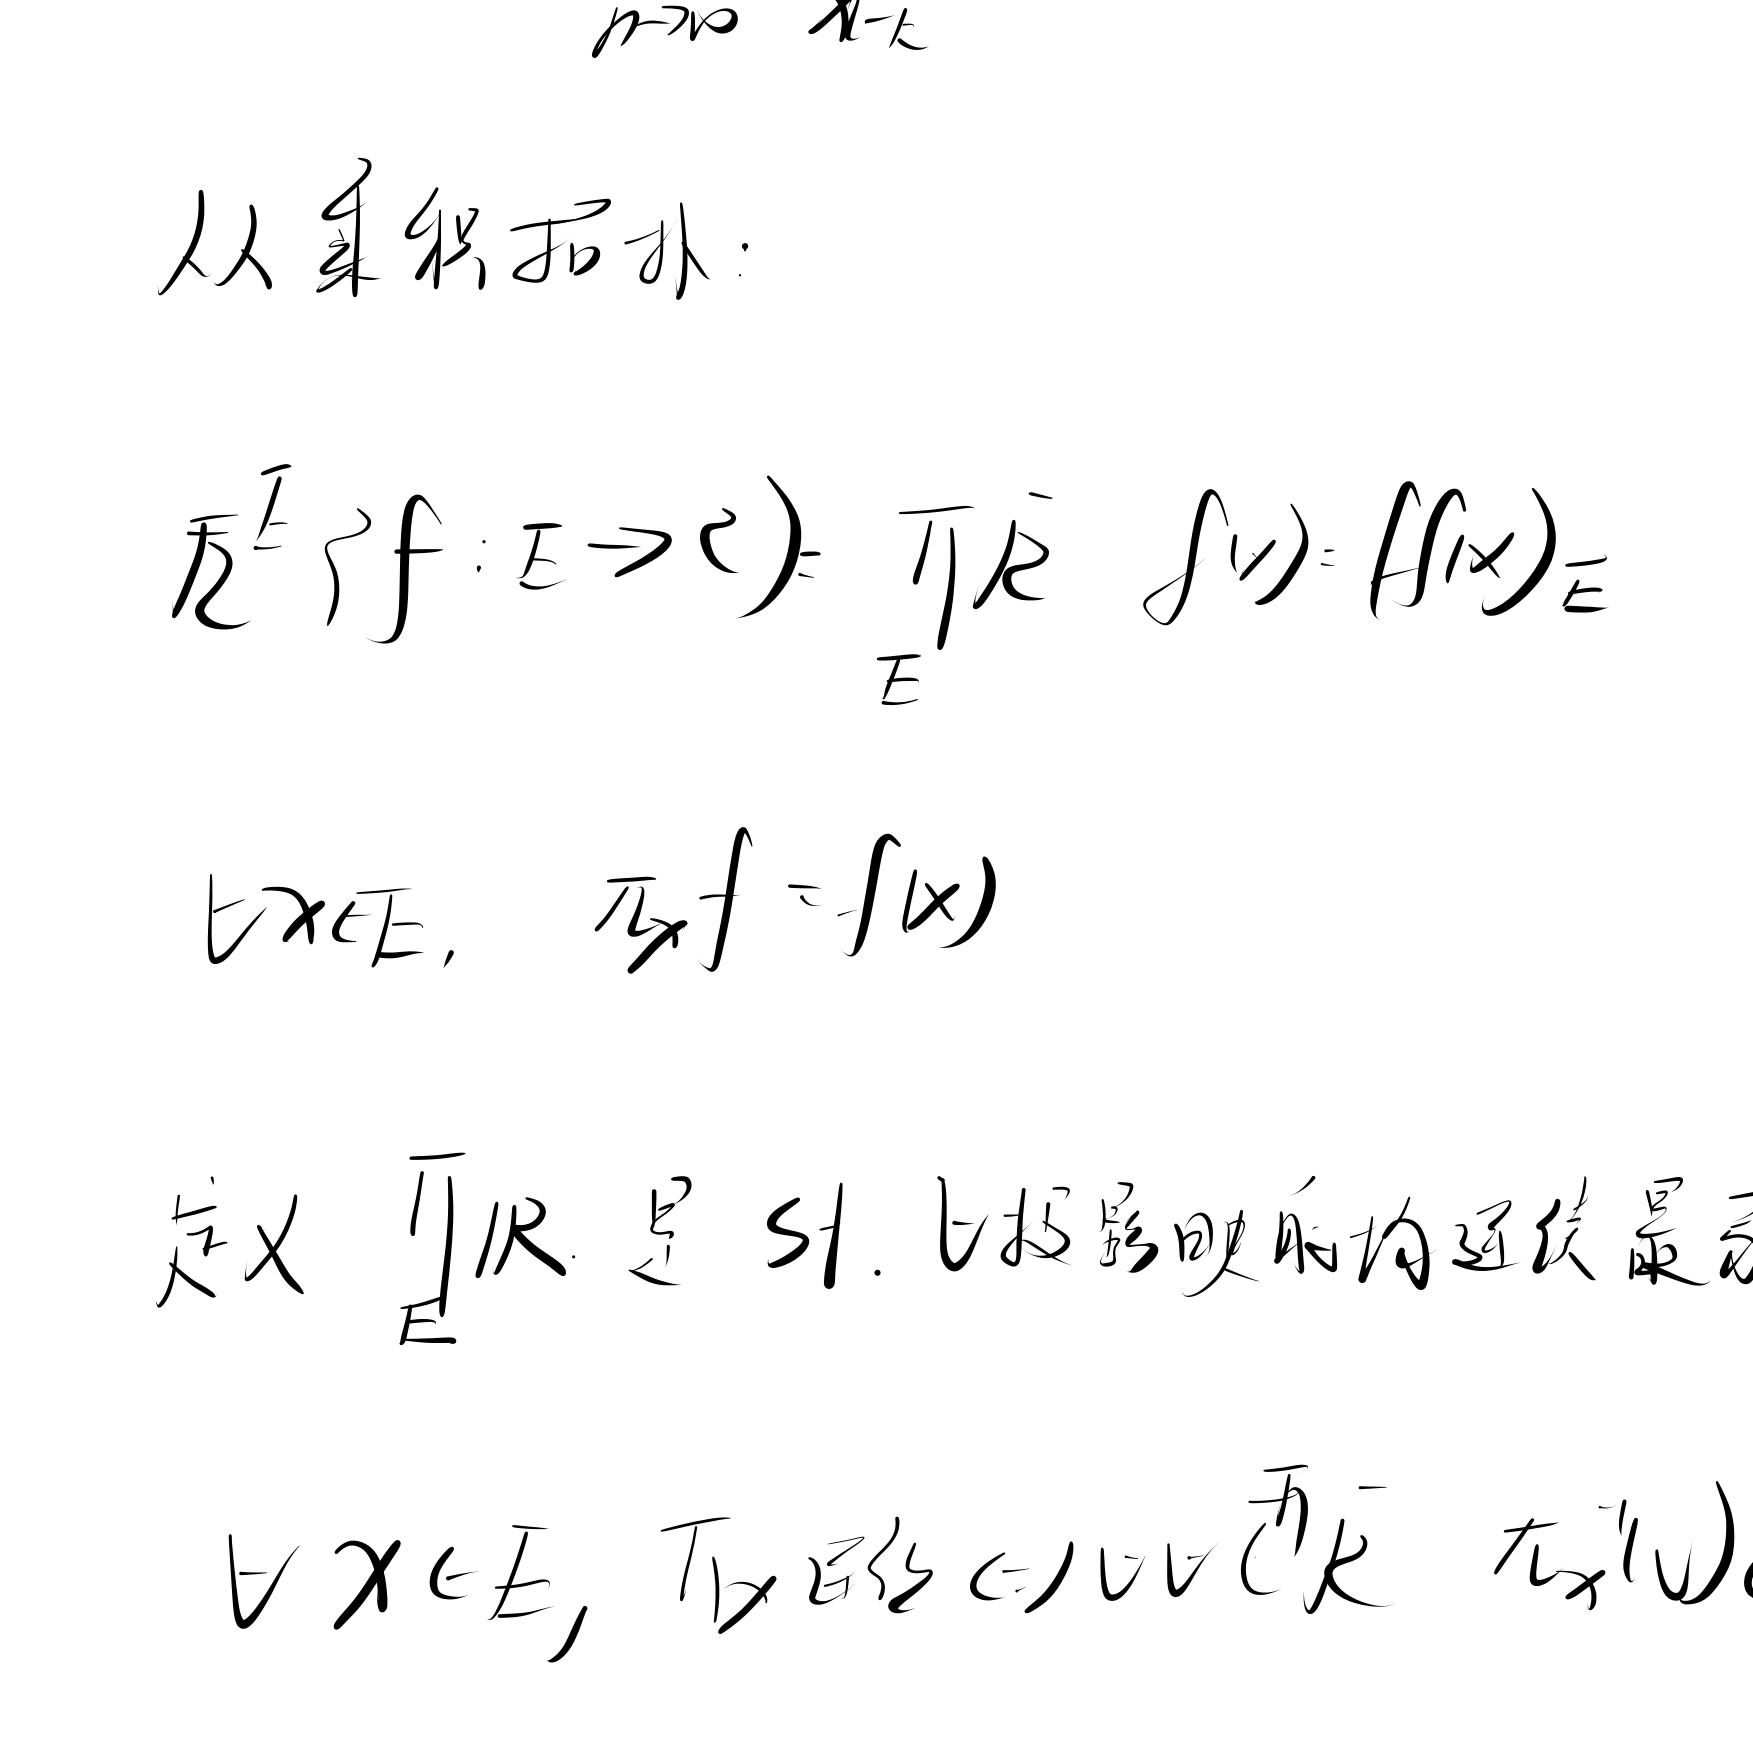 n→∞ x-t
从乘积拓扑:
ℝ^E {f: E→ℝ} = ∏_E ℝ f(x) = (f(x))_E
∀x∈E, π_x f = f(x)
定义 ∏_E ℝ 是 st. ∀投影映射均连续最
∀x∈E, π_x 连续 ⇔ ∀U ℝ π_x^{-1}(U)